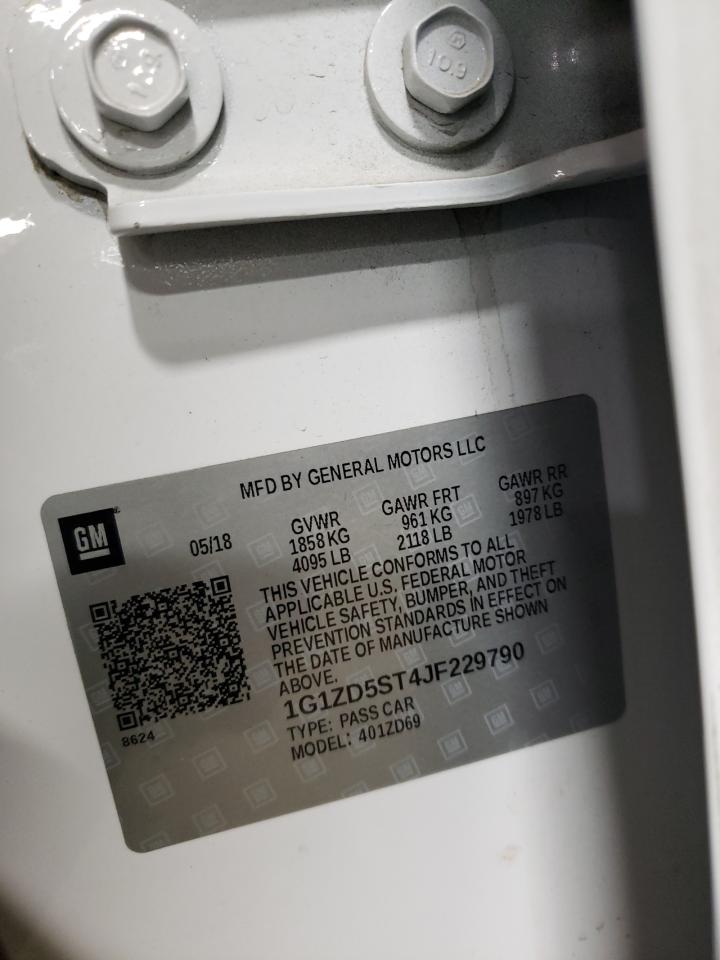 10.9
MFD BY GENERAL MOTORS LLC
GM
05/18
GVWR
1858 KG
4095 LB
GAWR FRT
961 KG
2118 LB
GAWR RR
897 KG
1978 LB
THIS VEHICLE CONFORMS TO ALL
APPLICABLE U.S. FEDERAL MOTOR
VEHICLE SAFETY, BUMPER, AND THEFT
PREVENTION STANDARDS IN EFFECT ON
THE DATE OF MANUFACTURE SHOWN
ABOVE.
1G1ZD5ST4JF229790
TYPE: PASS CAR
MODEL: 401ZD69
8624